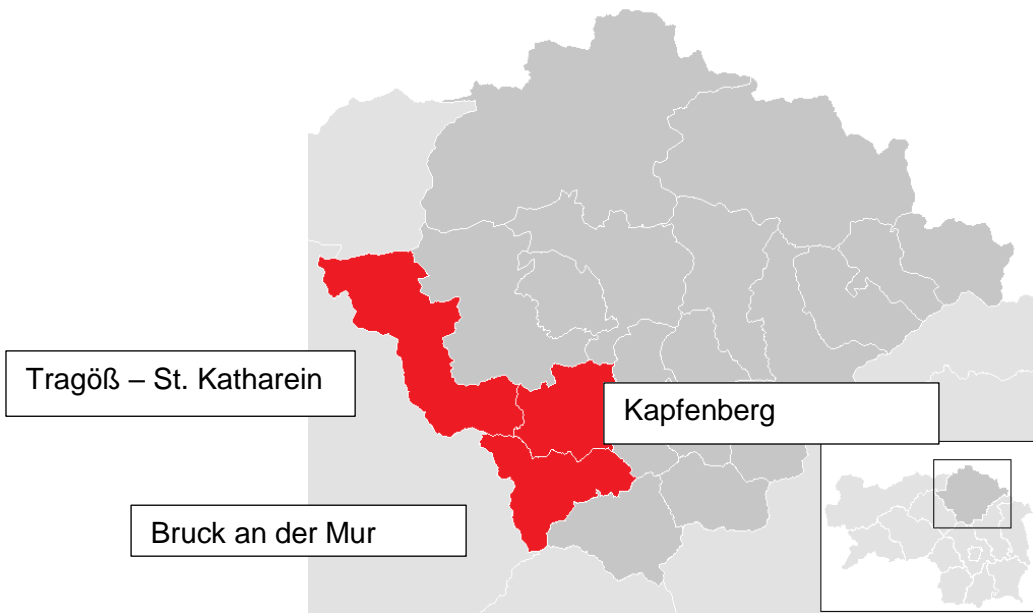 Tragöß – St. Katharein
Kapfenberg
Bruck an der Mur